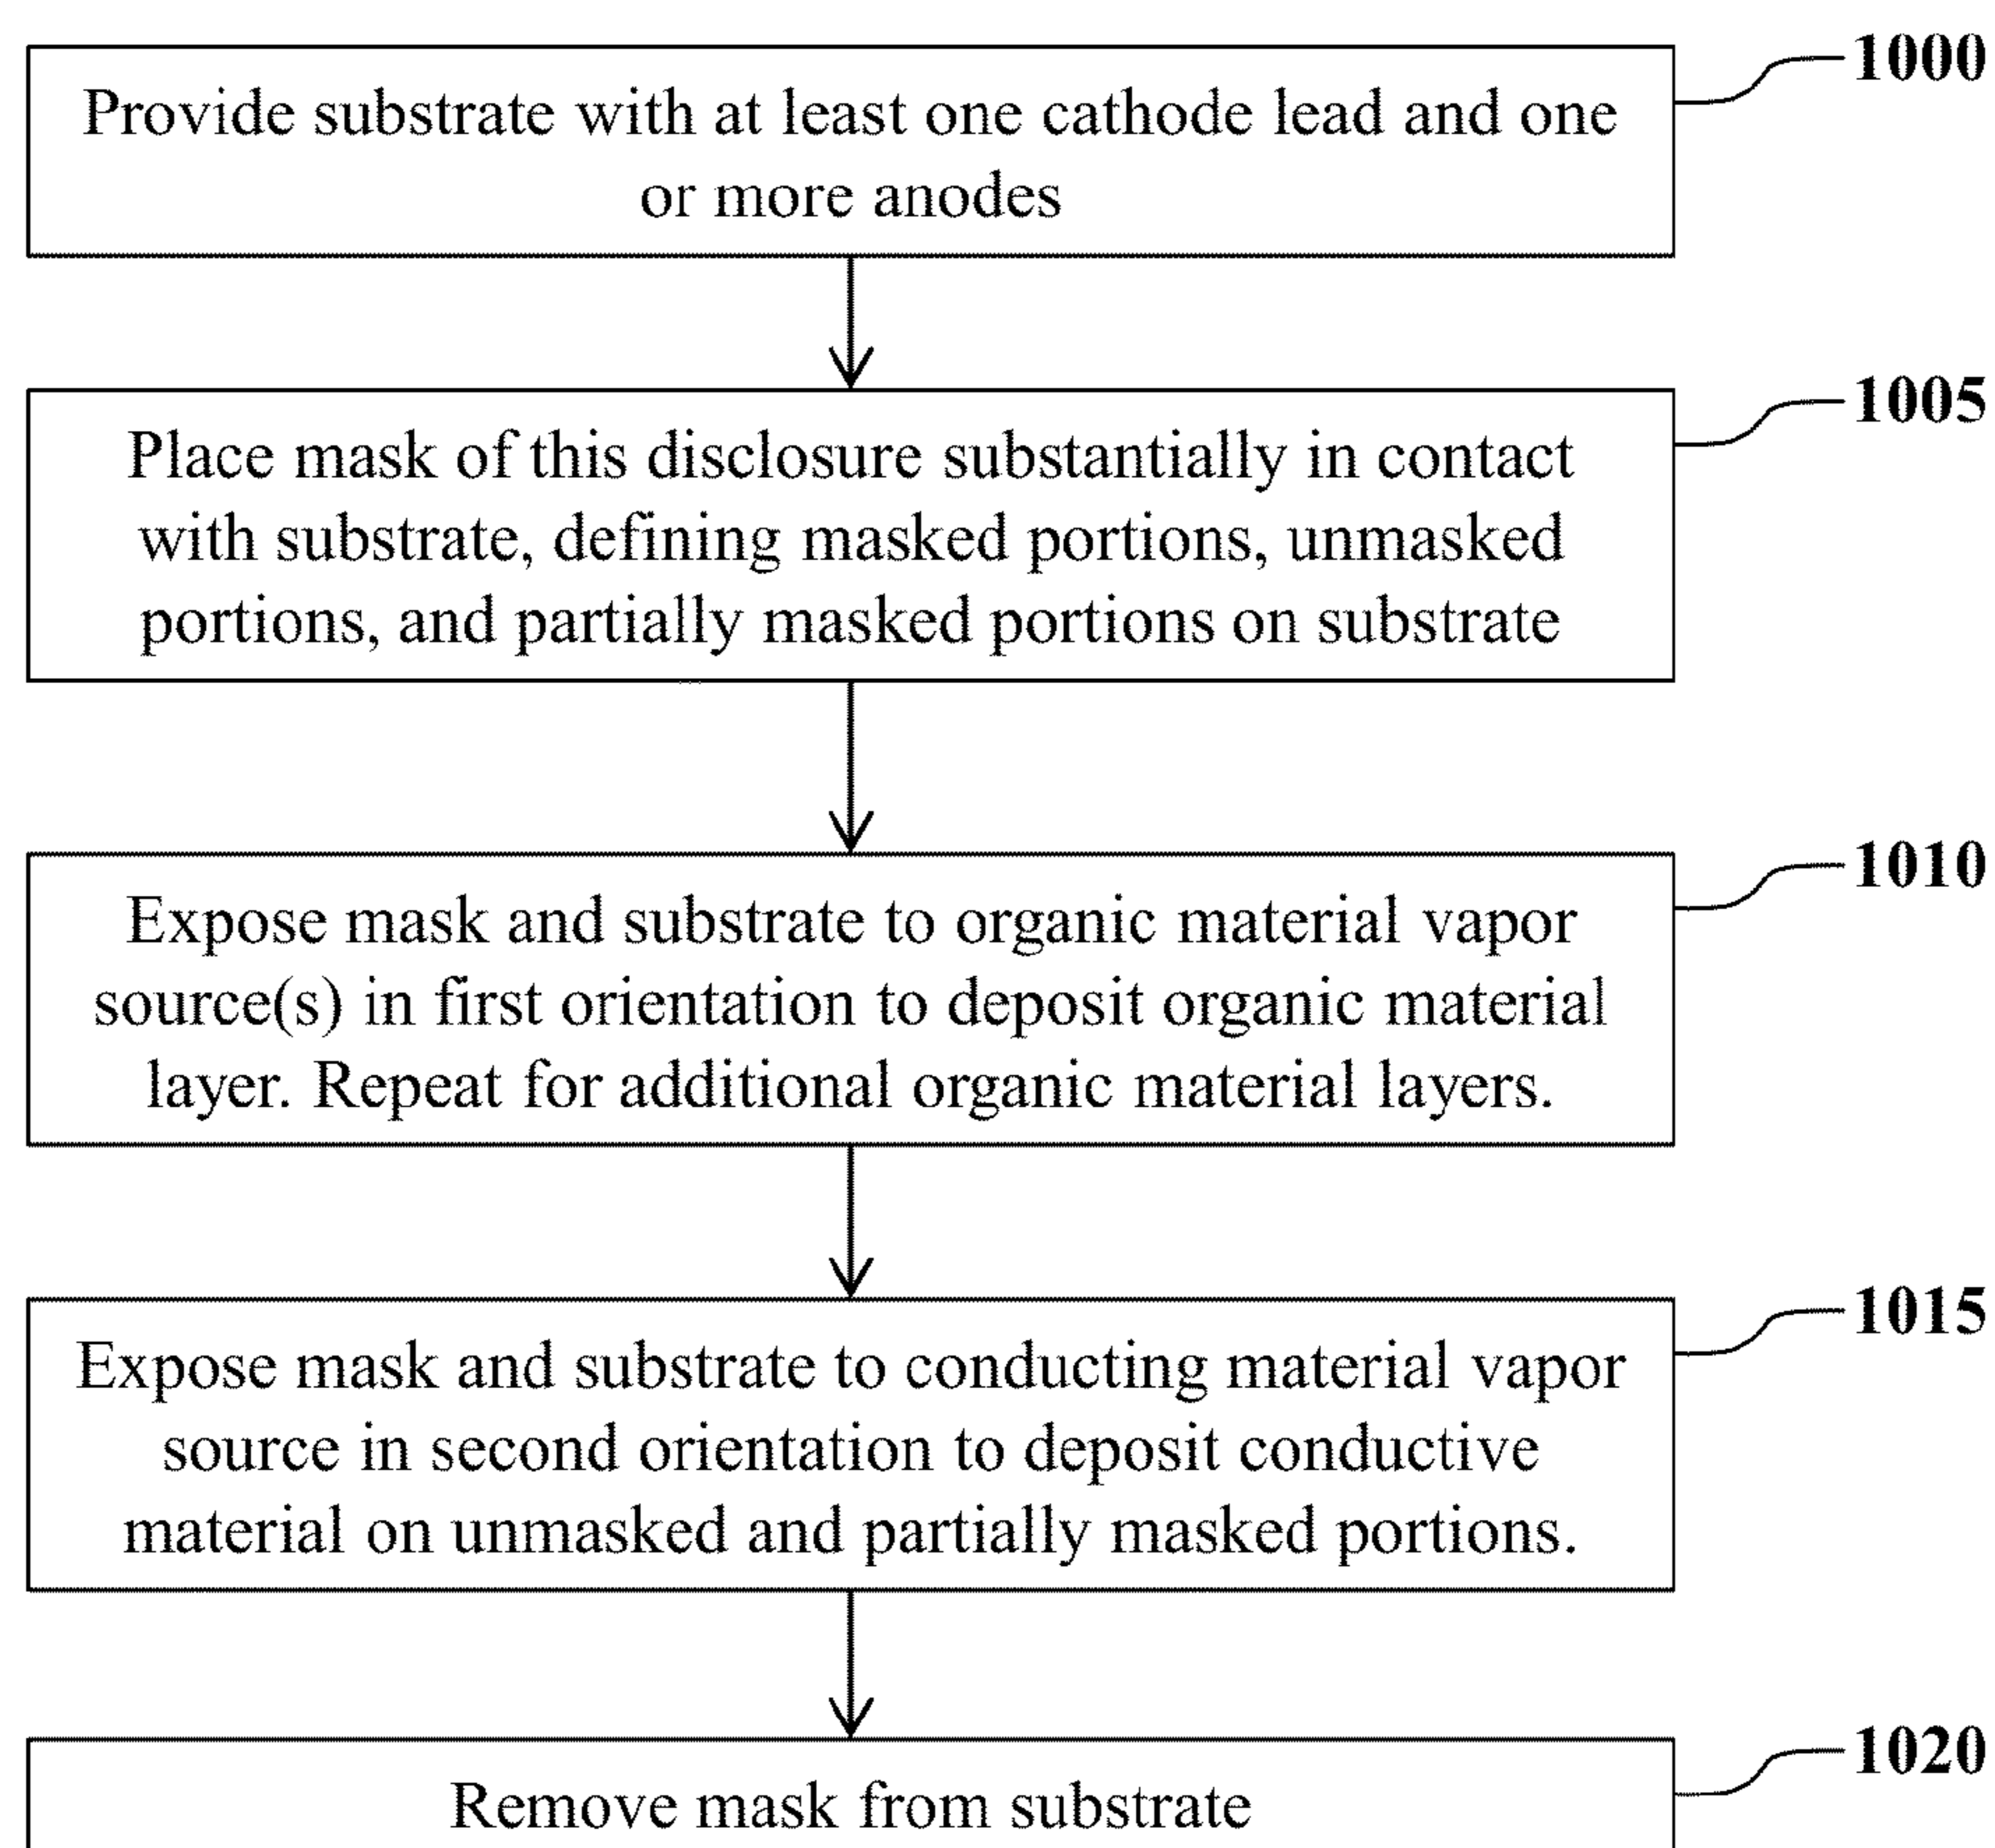 1000
Provide substrate with at least one cathode lead and one
or more anodes
1005
Place mask of this disclosure substantially in contact
with substrate, defining masked portions, unmasked
portions, and partially masked portions on substrate
1010
Expose mask and substrate to organic material vapor
source(s) in first orientation to deposit organic material
layer. Repeat for additional organic material layers.
1015
Expose mask and substrate to conducting material vapor
source in second orientation to deposit conductive
material on unmasked and partially masked portions.
1020
Remove mask from substrate